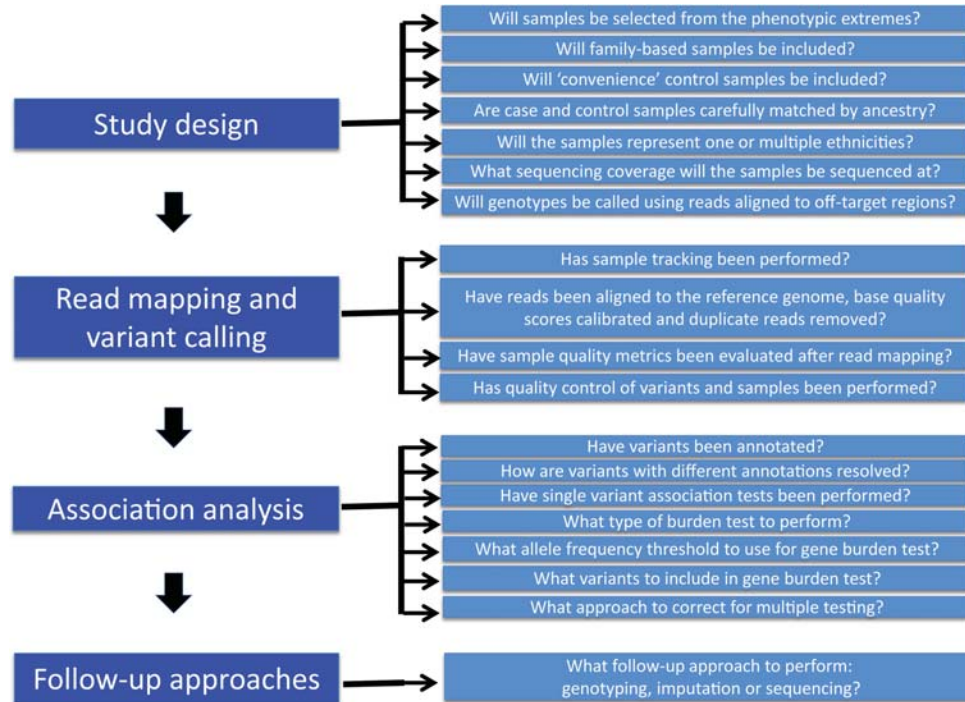 Study design
Will samples be selected from the phenotypic extremes?
Will family-based samples be included?
Will ‘convenience’ control samples be included?
Are case and control samples carefully matched by ancestry?
Will the samples represent one or multiple ethnicities?
What sequencing coverage will the samples be sequenced at?
Will genotypes be called using reads aligned to off-target regions?
Read mapping and
variant calling
Has sample tracking been performed?
Have reads been aligned to the reference genome, base quality
scores calibrated and duplicate reads removed?
Have sample quality metrics been evaluated after read mapping?
Has quality control of variants and samples been performed?
Association analysis
Have variants been annotated?
How are variants with different annotations resolved?
Have single variant association tests been performed?
What type of burden test to perform?
What allele frequency threshold to use for gene burden test?
What variants to include in gene burden test?
What approach to correct for multiple testing?
Follow-up approaches
What follow-up approach to perform:
genotyping, imputation or sequencing?